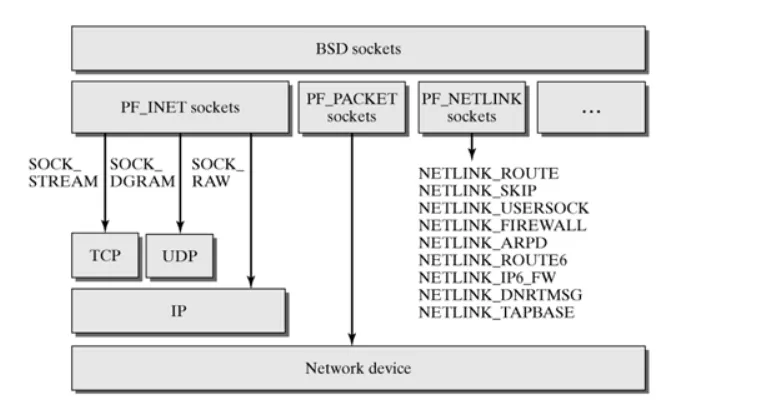 BSD sockets
PF_INET sockets
PF_PACKET
sockets
PF_NETLINK
sockets
...
SOCK_
STREAM
SOCK_
DGRAM
SOCK_
RAW
NETLINK_ROUTE
NETLINK_SKIP
NETLINK_USERSOCK
NETLINK_FIREWALL
NETLINK_ARPD
NETLINK_ROUTE6
NETLINK_IP6_FW
NETLINK_DNRTMSG
NETLINK_TAPBASE
TCP
UDP
IP
Network device